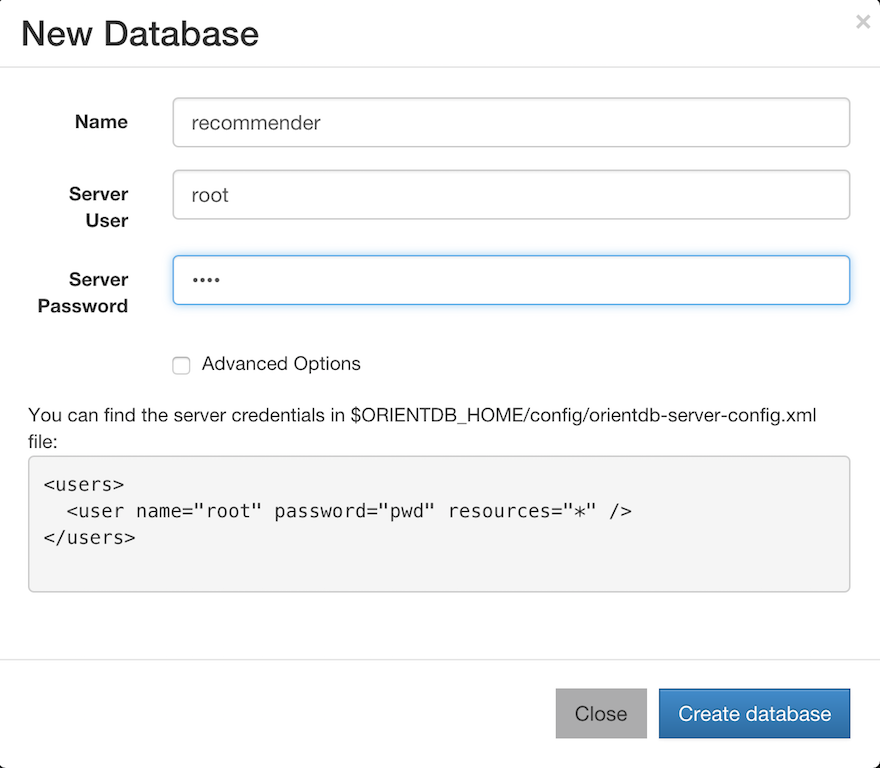 New Database
×
Name
recommender
Server
User
root
Server
Password
••••
Advanced Options
You can find the server credentials in $ORIENTDB_HOME/config/orientdb-server-config.xml
file:
<users>
  <user name="root" password="pwd" resources="*" />
</users>
Close
Create database